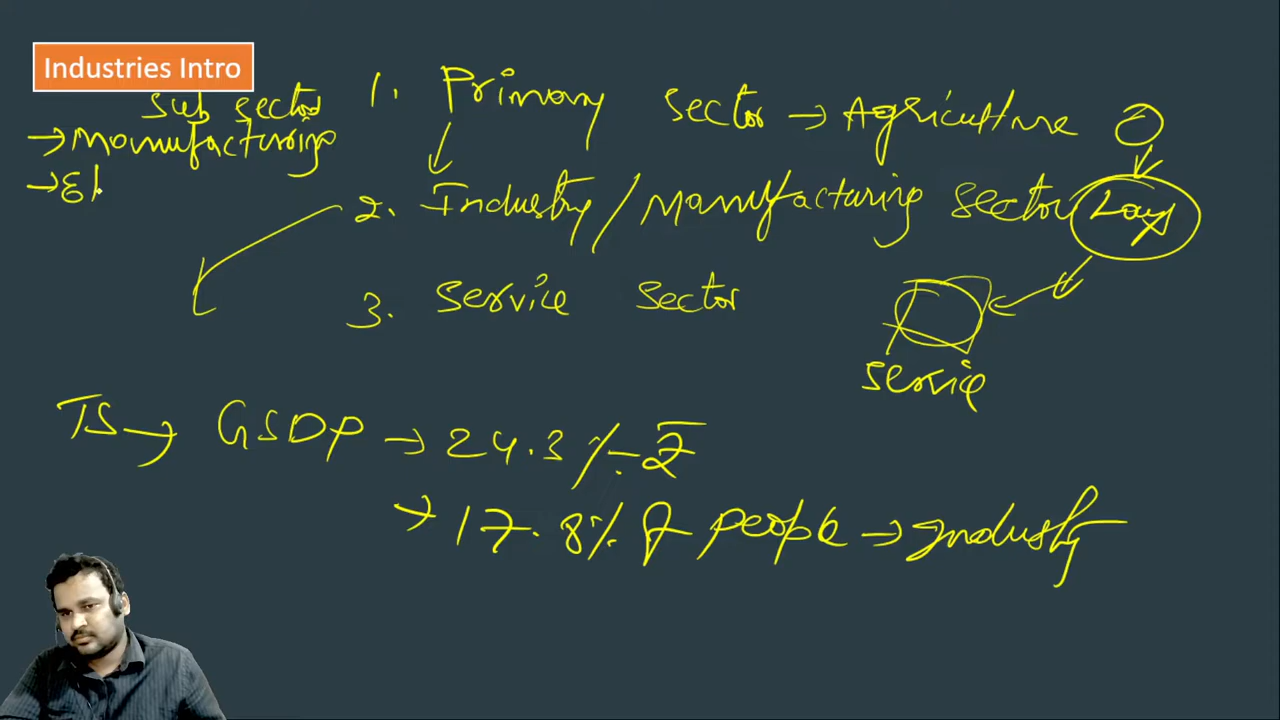 Industries Intro
Sub sector
→ Manufacturing
→ El
1. Primary Sector → Agriculture
2. Industry/Manufacturing Sector
3. Service Sector
Service
TS → GSDP → 24.3% - 2
→ 17.8% of people → Industry